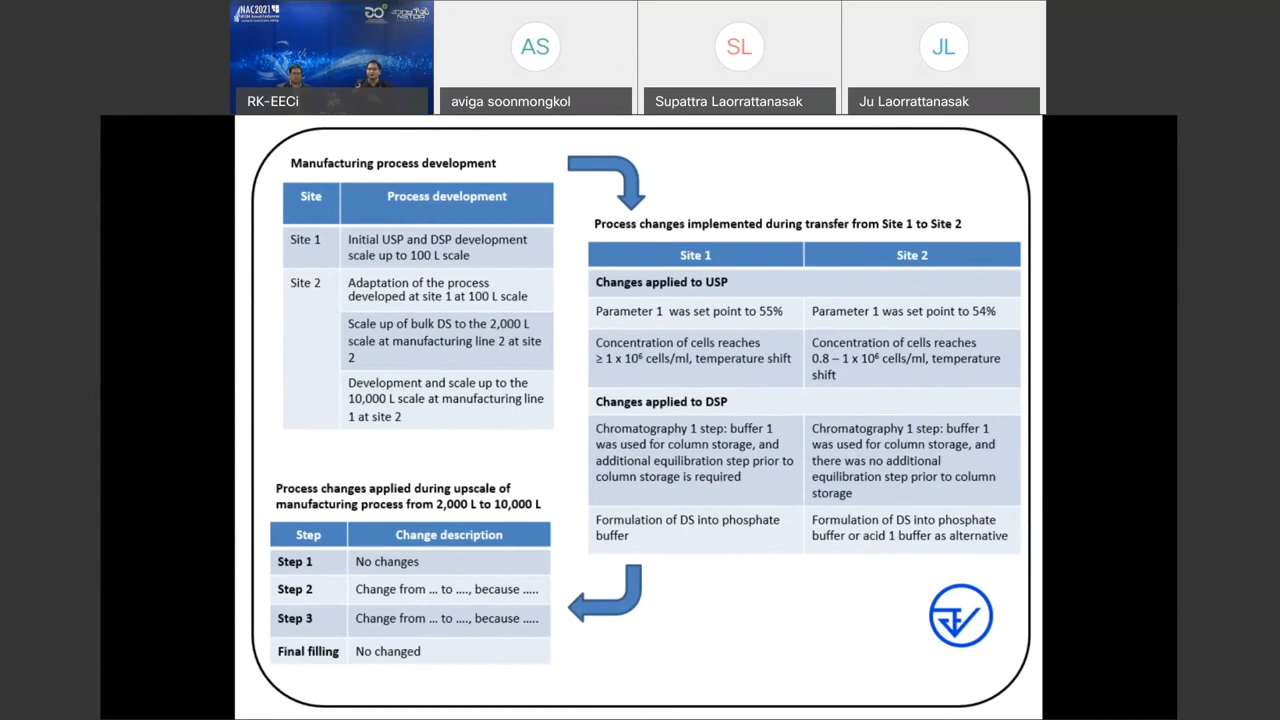 NAC2021
NSTDA Annual Conference
RK-EECi
AS
aviga soonmongkol
SL
Supattra Laorrattanasak
JL
Ju Laorrattanasak
Manufacturing process development
Site
Process development
Site 1
Initial USP and DSP development
scale up to 100 L scale
Site 2
Adaptation of the process
developed at site 1 at 100 L scale
Scale up of bulk DS to the 2,000 L
scale at manufacturing line 2 at site
2
Development and scale up to the
10,000 L scale at manufacturing line
1 at site 2
Process changes implemented during transfer from Site 1 to Site 2
Site 1
Site 2
Changes applied to USP
Parameter 1 was set point to 55%
Parameter 1 was set point to 54%
Concentration of cells reaches
≥ 1 x 10⁶ cells/ml, temperature shift
Concentration of cells reaches
0.8 – 1 x 10⁶ cells/ml, temperature
shift
Changes applied to DSP
Chromatography 1 step: buffer 1
was used for column storage, and
additional equilibration step prior to
column storage is required
Chromatography 1 step: buffer 1
was used for column storage, and
there was no additional
equilibration step prior to column
storage
Formulation of DS into phosphate
buffer
Formulation of DS into phosphate
buffer or acid 1 buffer as alternative
Process changes applied during upscale of
manufacturing process from 2,000 L to 10,000 L
Step
Change description
Step 1
No changes
Step 2
Change from ... to ...., because .....
Step 3
Change from ... to ...., because .....
Final filling
No changed